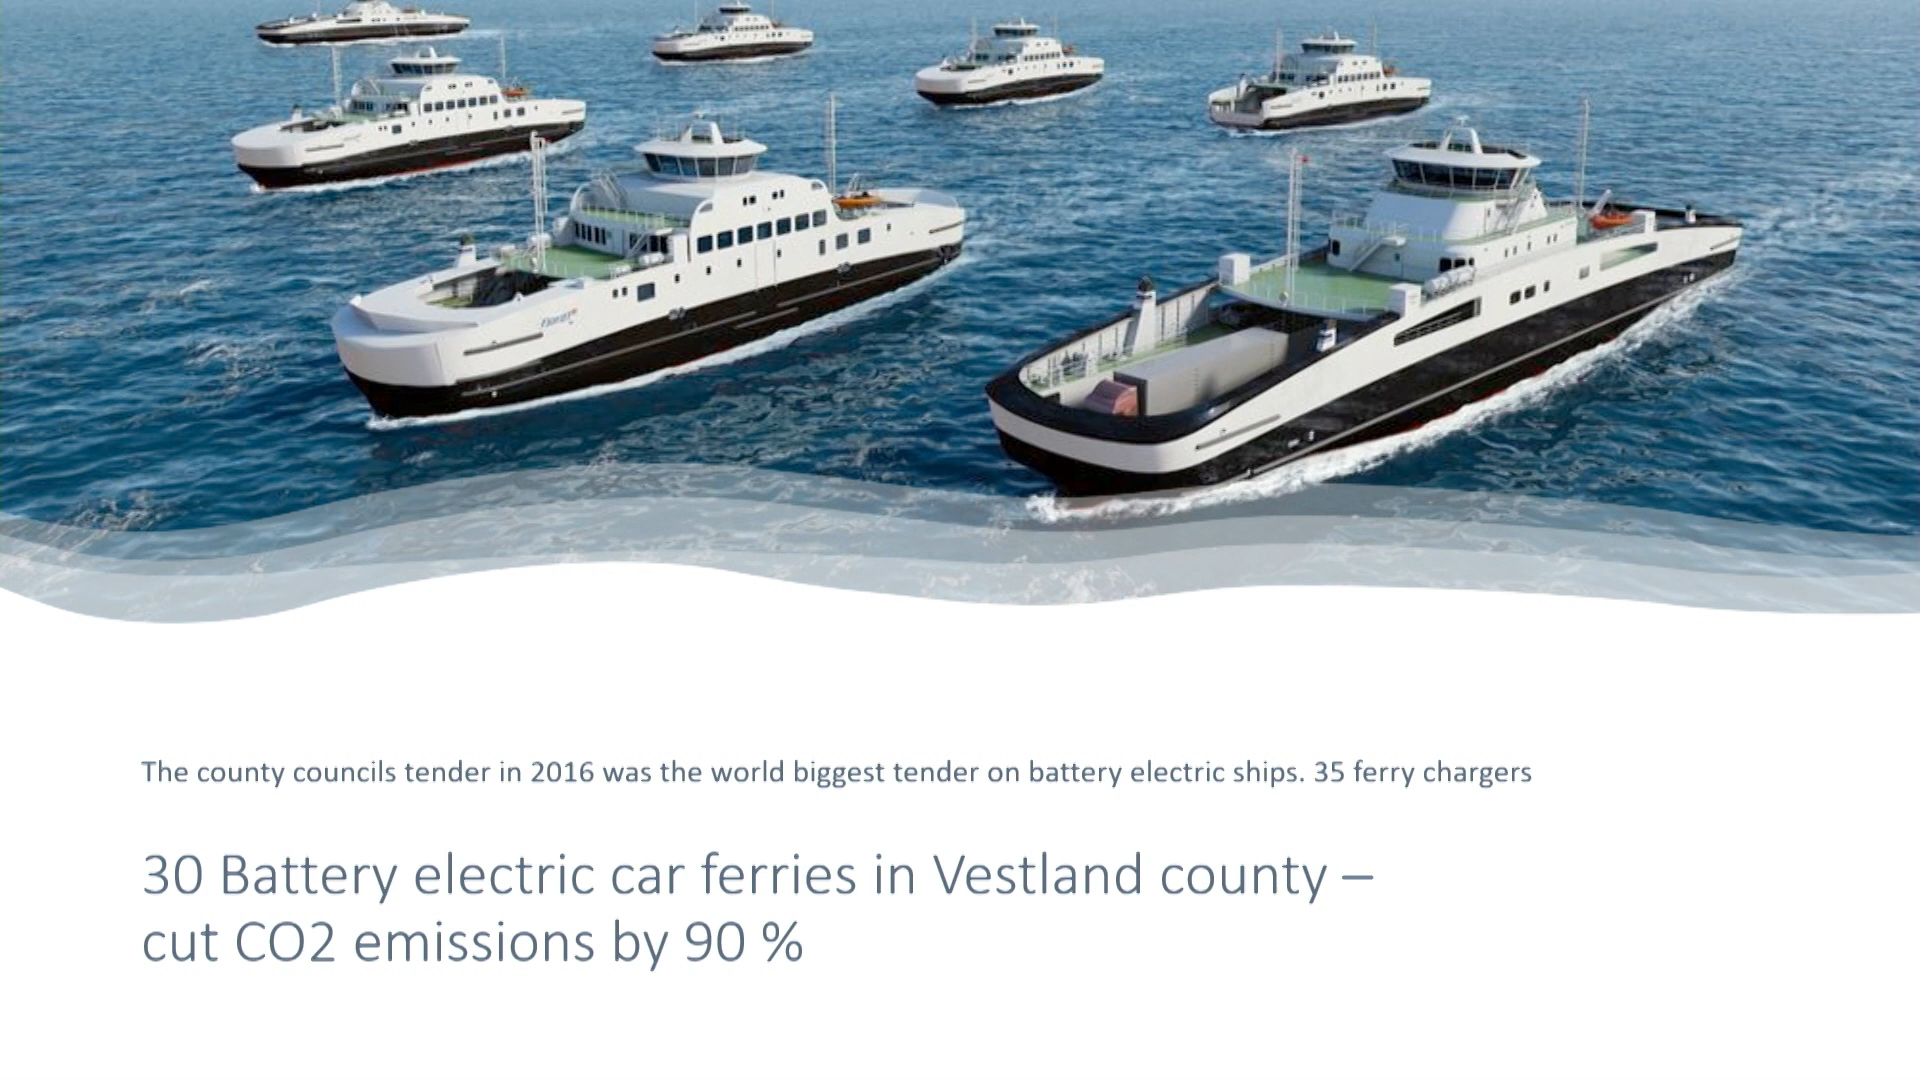 Fjord1
The county councils tender in 2016 was the world biggest tender on battery electric ships. 35 ferry chargers
30 Battery electric car ferries in Vestland county –
cut CO2 emissions by 90 %